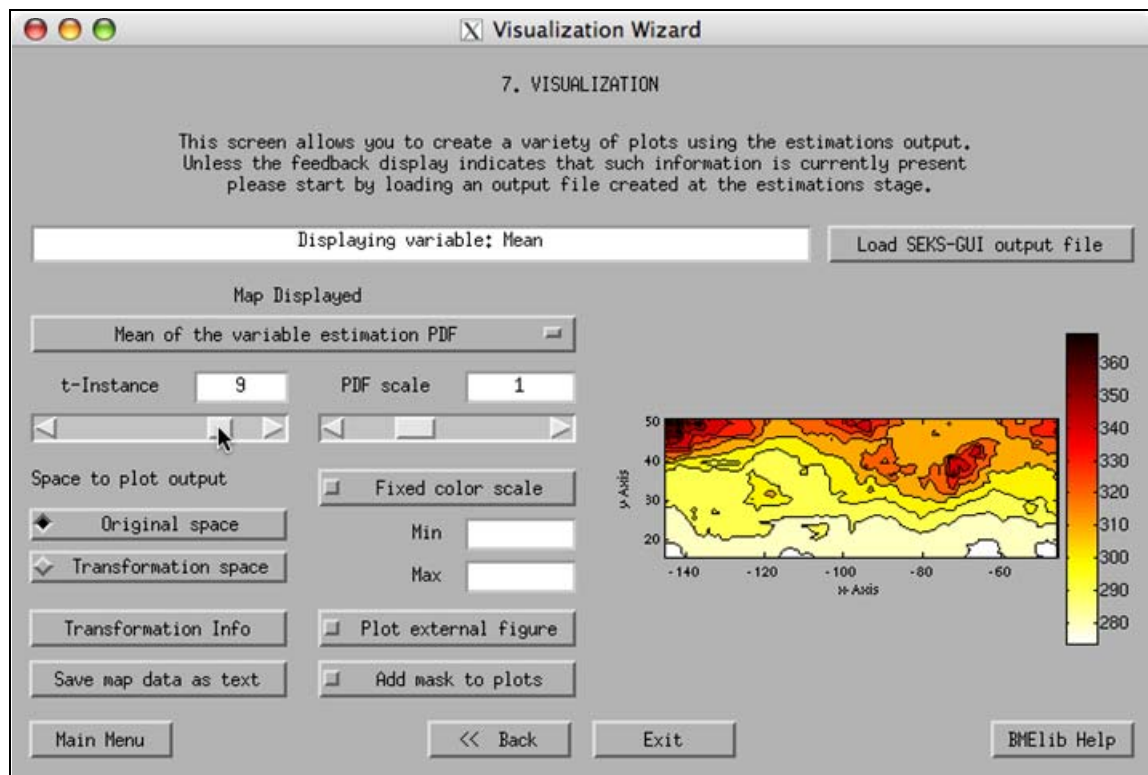 X Visualization Wizard
7. VISUALIZATION
This screen allows you to create a variety of plots using the estimations output.
Unless the feedback display indicates that such information is currently present
please start by loading an output file created at the estimations stage.
Displaying variable: Mean
Load SEKS-GUI output file
Map Displayed
Mean of the variable estimation PDF
t-Instance
9
PDF scale
1
Space to plot output
Original space
Transformation space
Fixed color scale
Min
Max
Transformation Info
Plot external figure
Save map data as text
Add mask to plots
y-Axis
50
40
30
20
-140
-120
-100
-80
-60
x-Axis
360
350
340
330
320
310
300
290
280
Main Menu
<< Back
Exit
BMElib Help